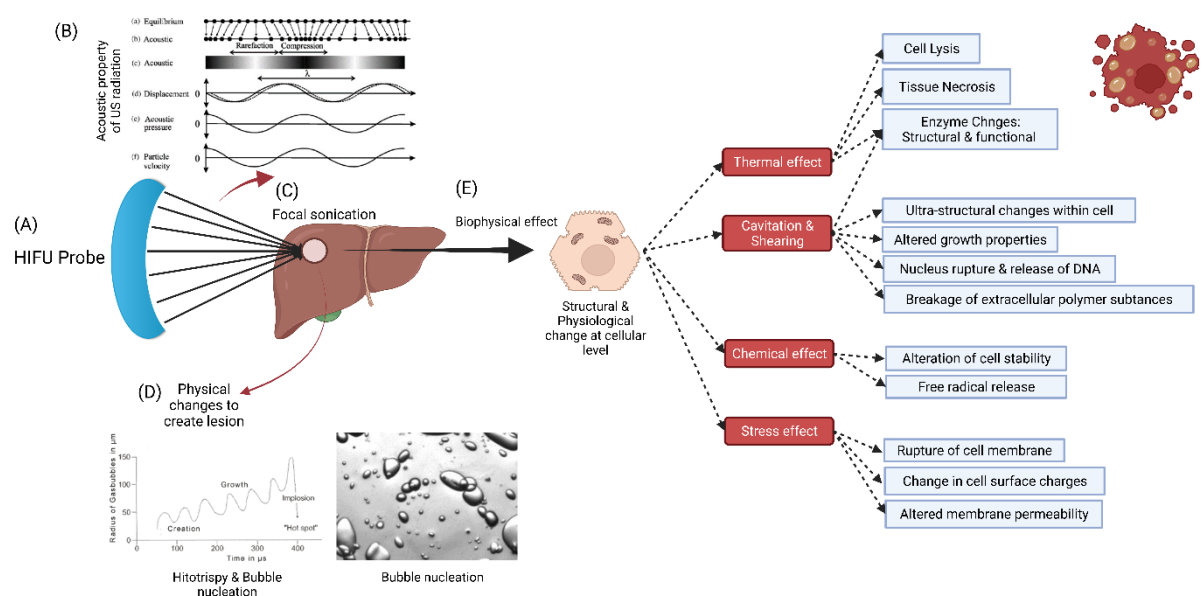 (B)
Acoustic property
of US radiation
(a) Equilibrium
(b) Acoustic
Rarefaction Compression
(c) Acoustic
λ
(d) Displacement 0
(e) Acoustic
pressure
0
(f) Particle
velocity
0
(A)
HIFU Probe
(C)
Focal sonication
(E)
Biophysical effect
Structural &
Physiological
change at cellular
level
(D)
Physical
changes to
create lesion
Radius of Gasbubbles in µm
150
100
50
0
Creation
Growth
Implosion
"Hot spot"
100 200 300 400
Time in µs
Hitotrispy & Bubble
nucleation
Bubble nucleation
Thermal effect
Cell Lysis
Tissue Necrosis
Enzyme Chnges:
Structural & functional
Cavitation &
Shearing
Ultra-structural changes within cell
Altered growth properties
Nucleus rupture & release of DNA
Breakage of extracellular polymer subtances
Chemical effect
Alteration of cell stability
Free radical release
Stress effect
Rupture of cell membrane
Change in cell surface charges
Altered membrane permeability